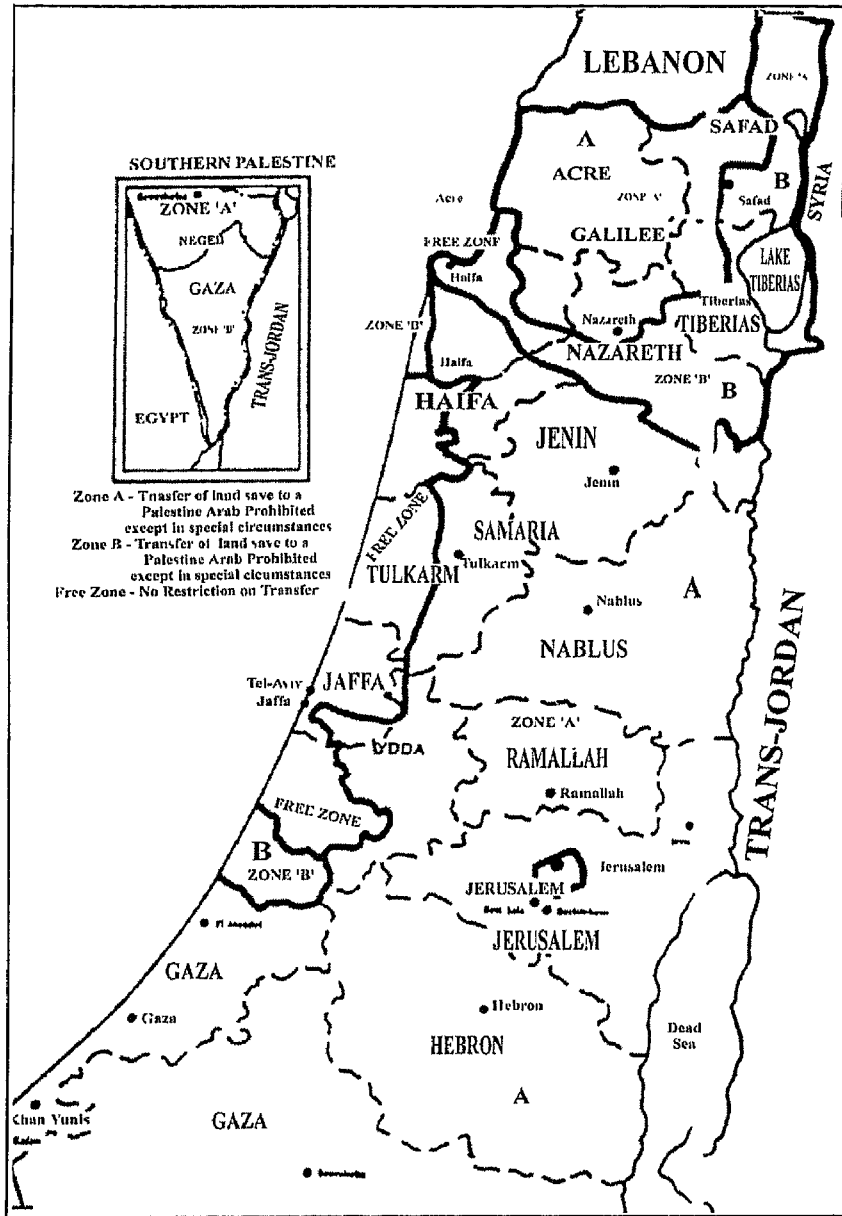 LEBANON
ZONE 'A'
SAFAD
A
ACRE
ZONE 'A'
B
Safad
SYRIA
Acre
FREE ZONE
GALILEE
LAKE
TIBERIAS
Haifa
Tiberias
ZONE 'B'
Nazareth
TIBERIAS
NAZARETH
Haifa
ZONE 'B'
B
HAIFA
JENIN
Jenin
SOUTHERN PALESTINE
ZONE 'A'
NEGEB
GAZA
ZONE 'B'
TRANS-JORDAN
EGYPT
Zone A - Tnasfer of land save to a
Palestine Arab Prohibited
except in special circumstances
Zone B - Transfer of land save to a
Palestine Arab Prohibited
except in special cicumstances
Free Zone - No Restriction on Transfer
FREE ZONE
SAMARIA
TULKARM
Tulkarm
Nablus
A
NABLUS
TRANS-JORDAN
Tel-Aviv
Jaffa
JAFFA
LYDDA
ZONE 'A'
RAMALLAH
Ramallah
FREE ZONE
B
ZONE 'B'
Jerusalem
JERUSALEM
JERUSALEM
GAZA
Gaza
Hebron
HEBRON
Dead
Sea
A
Khan Yunis
GAZA